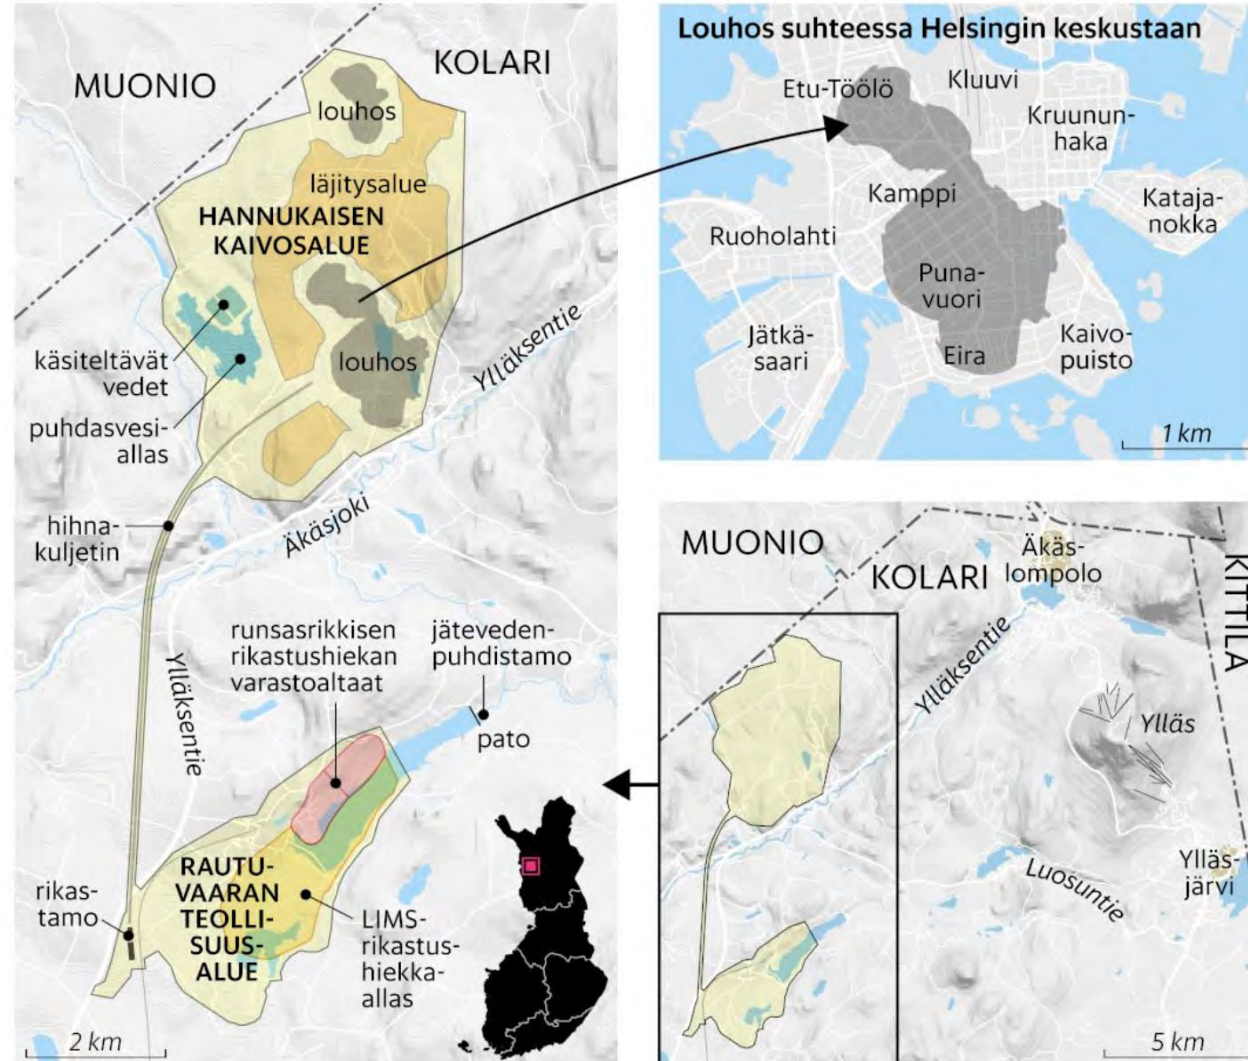 MUONIO
KOLARI
louhos
läjitysalue
HANNUKAISEN
KAIVOSALUE
käsiteltävät
vedet
louhos
Ylläksentie
puhdasvesi-
allas
hihna-
kuljetin
Äkäsjoki
runsasrikkisen
rikastushiekan
varastoaltaat
jäteveden-
puhdistamo
Ylläksentie
pato
RAUTU-
VAARAN
TEOLLI-
SUUS-
ALUE
rikas-
tamo
LIMS-
rikastus-
hiekka-
allas
2 km
Louhos suhteessa Helsingin keskustaan
Etu-Töölö
Kluuvi
Kruunun-
haka
Kamppi
Kataja-
nokka
Ruoholahti
Puna-
vuori
Jätkä-
saari
Eira
Kaivo-
puisto
1 km
MUONIO
KOLARI
Äkäs-
lompolo
KITTILÄ
Ylläksentie
Ylläs
Luosuntie
Ylläs-
järvi
5 km